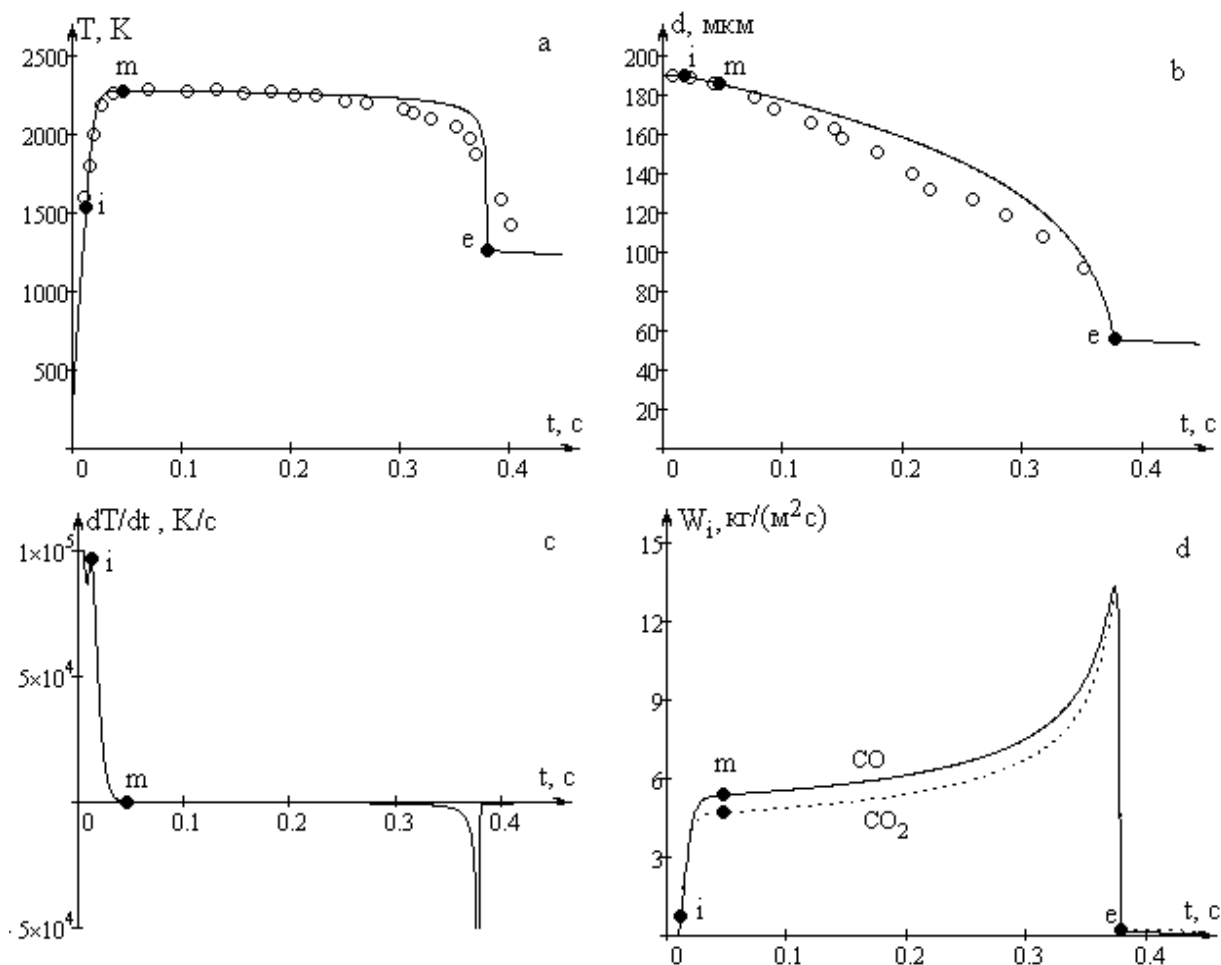 T, K
a
2500
m
2000
1500
i
e
1000
500
t, c
0
0.1
0.2
0.3
0.4
d, мкм
b
200
i
m
180
160
140
120
100
80
60
e
40
20
t, c
0
0.1
0.2
0.3
0.4
dT/dt , K/c
c
1×10⁵
i
5×10⁴
m
t, c
0
0.1
0.2
0.3
0.4
5×10⁴
Wᵢ, кг/(м²с)
d
15
12
9
6
m
CO
CO₂
3
i
e
t, c
0
0.1
0.2
0.3
0.4